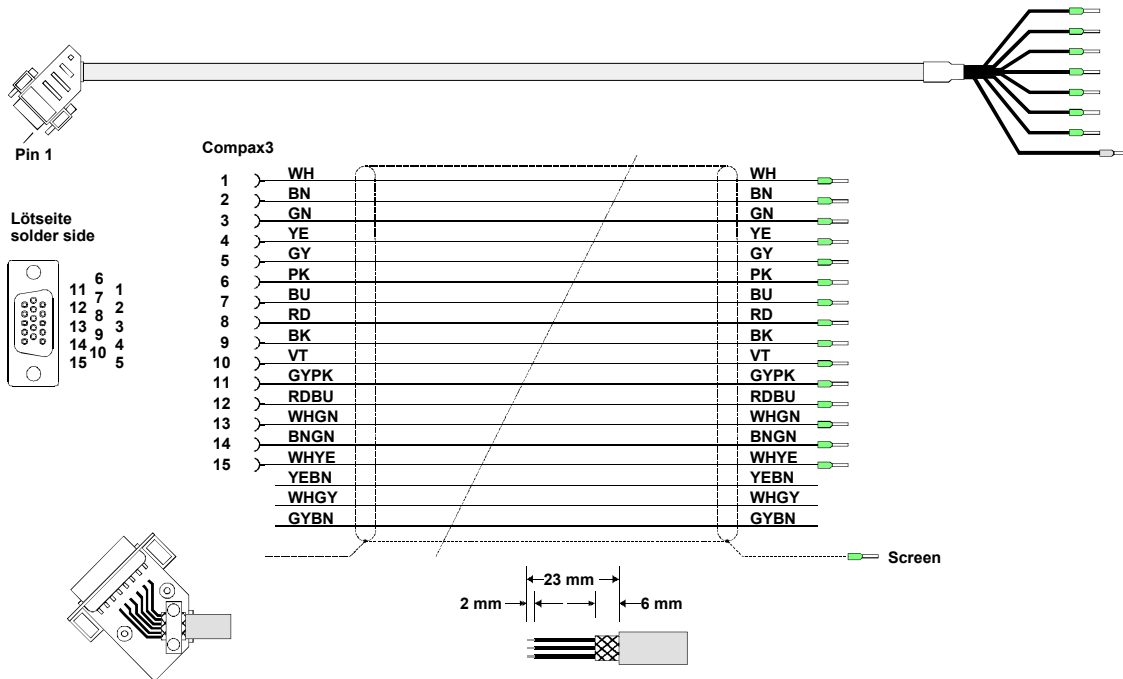 Pin 1
Compax3
Lötseite
solder side
6
11 1
7
12 2
8
13 3
9
14 4
10
15 5
1 WH WH
2 BN BN
3 GN GN
4 YE YE
5 GY GY
6 PK PK
7 BU BU
8 RD RD
9 BK BK
10 VT VT
11 GYPK GYPK
12 RDBU RDBU
13 WHGN WHGN
14 BNGN BNGN
15 WHYE WHYE
YEBN YEBN
WHGY WHGY
GYBN GYBN
Screen
23 mm
2 mm 6 mm